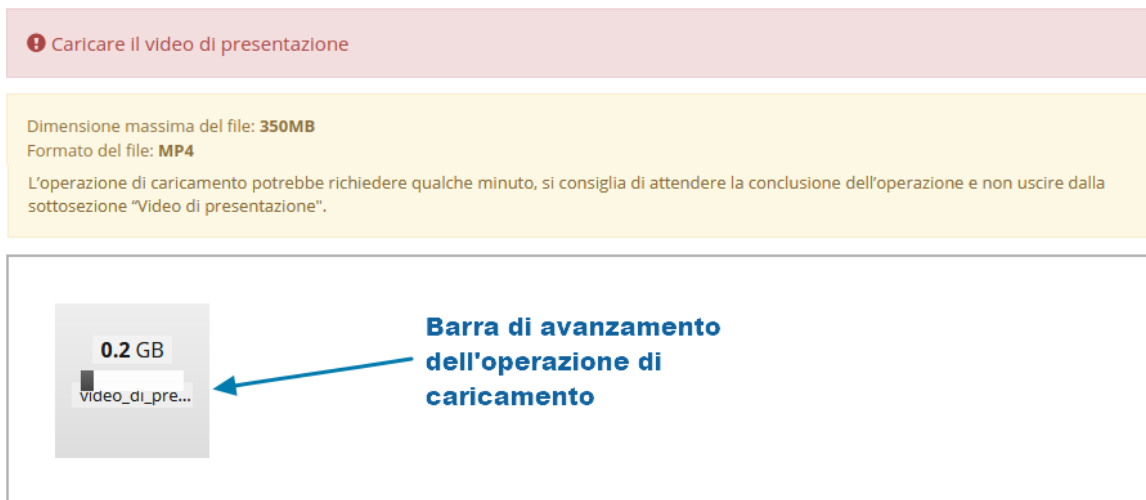 Caricare il video di presentazione
Dimensione massima del file: 350MB
Formato del file: MP4
L’operazione di caricamento potrebbe richiedere qualche minuto, si consiglia di attendere la conclusione dell’operazione e non uscire dalla
sottosezione “Video di presentazione".
0.2 GB
video_di_pre...
Barra di avanzamento
dell'operazione di
caricamento